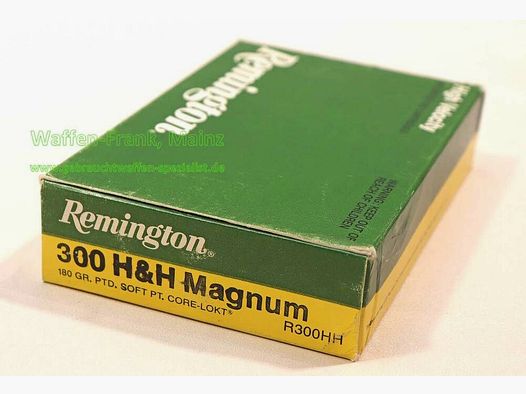 Remington®
High Velocity
WARNING KEEP OUT OF
REACH OF CHILDREN
Waffen-Frank, Mainz
www.gebrauchtwaffen-spezialist.de
Remington®
300 H&H Magnum
180 GR. PTD. SOFT PT. CORE-LOKT®
R300HH